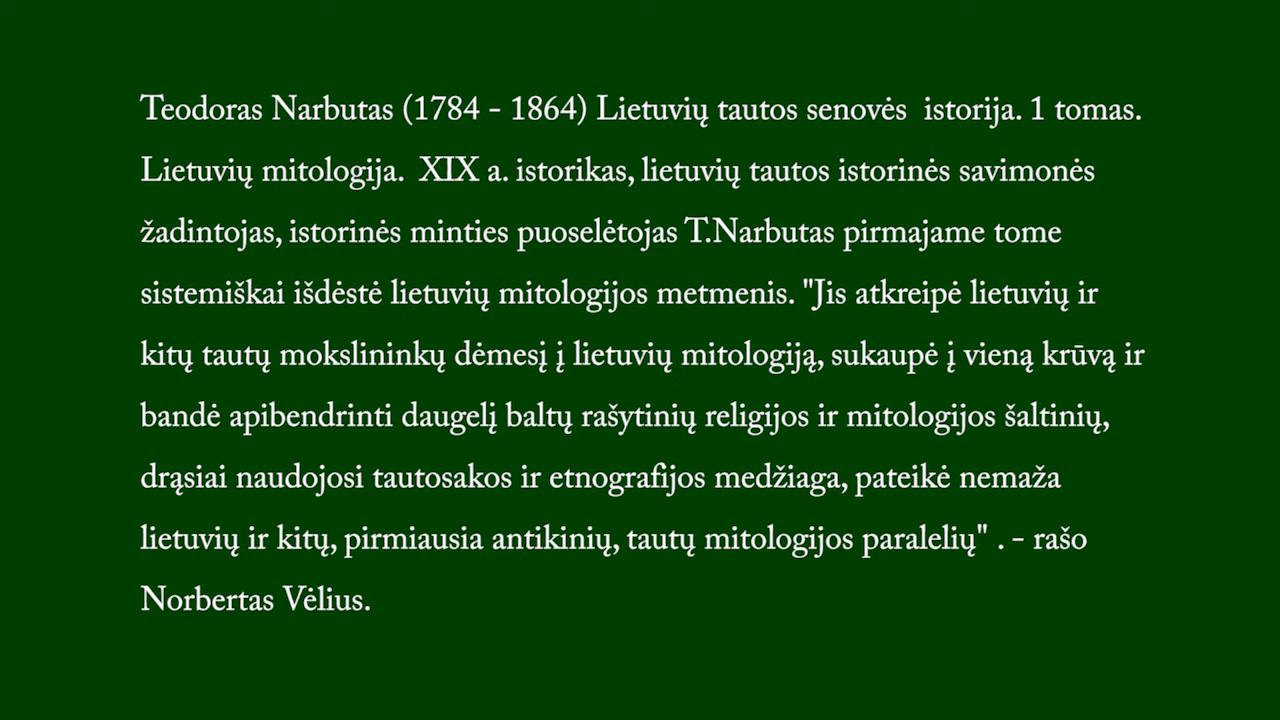 Teodoras Narbutas (1784 - 1864) Lietuvių tautos senovės  istorija. 1 tomas.
Lietuvių mitologija.  XIX a. istorikas, lietuvių tautos istorinės savimonės
žadintojas, istorinės minties puoselėtojas T.Narbutas pirmajame tome
sistemiškai išdėstė lietuvių mitologijos metmenis. "Jis atkreipė lietuvių ir
kitų tautų mokslininkų dėmesį į lietuvių mitologiją, sukaupė į vieną krūvą ir
bandė apibendrinti daugelį baltų rašytinių religijos ir mitologijos šaltinių,
drąsiai naudojosi tautosakos ir etnografijos medžiaga, pateikė nemaža
lietuvių ir kitų, pirmiausia antikinių, tautų mitologijos paralelių" . - rašo
Norbertas Vėlius.